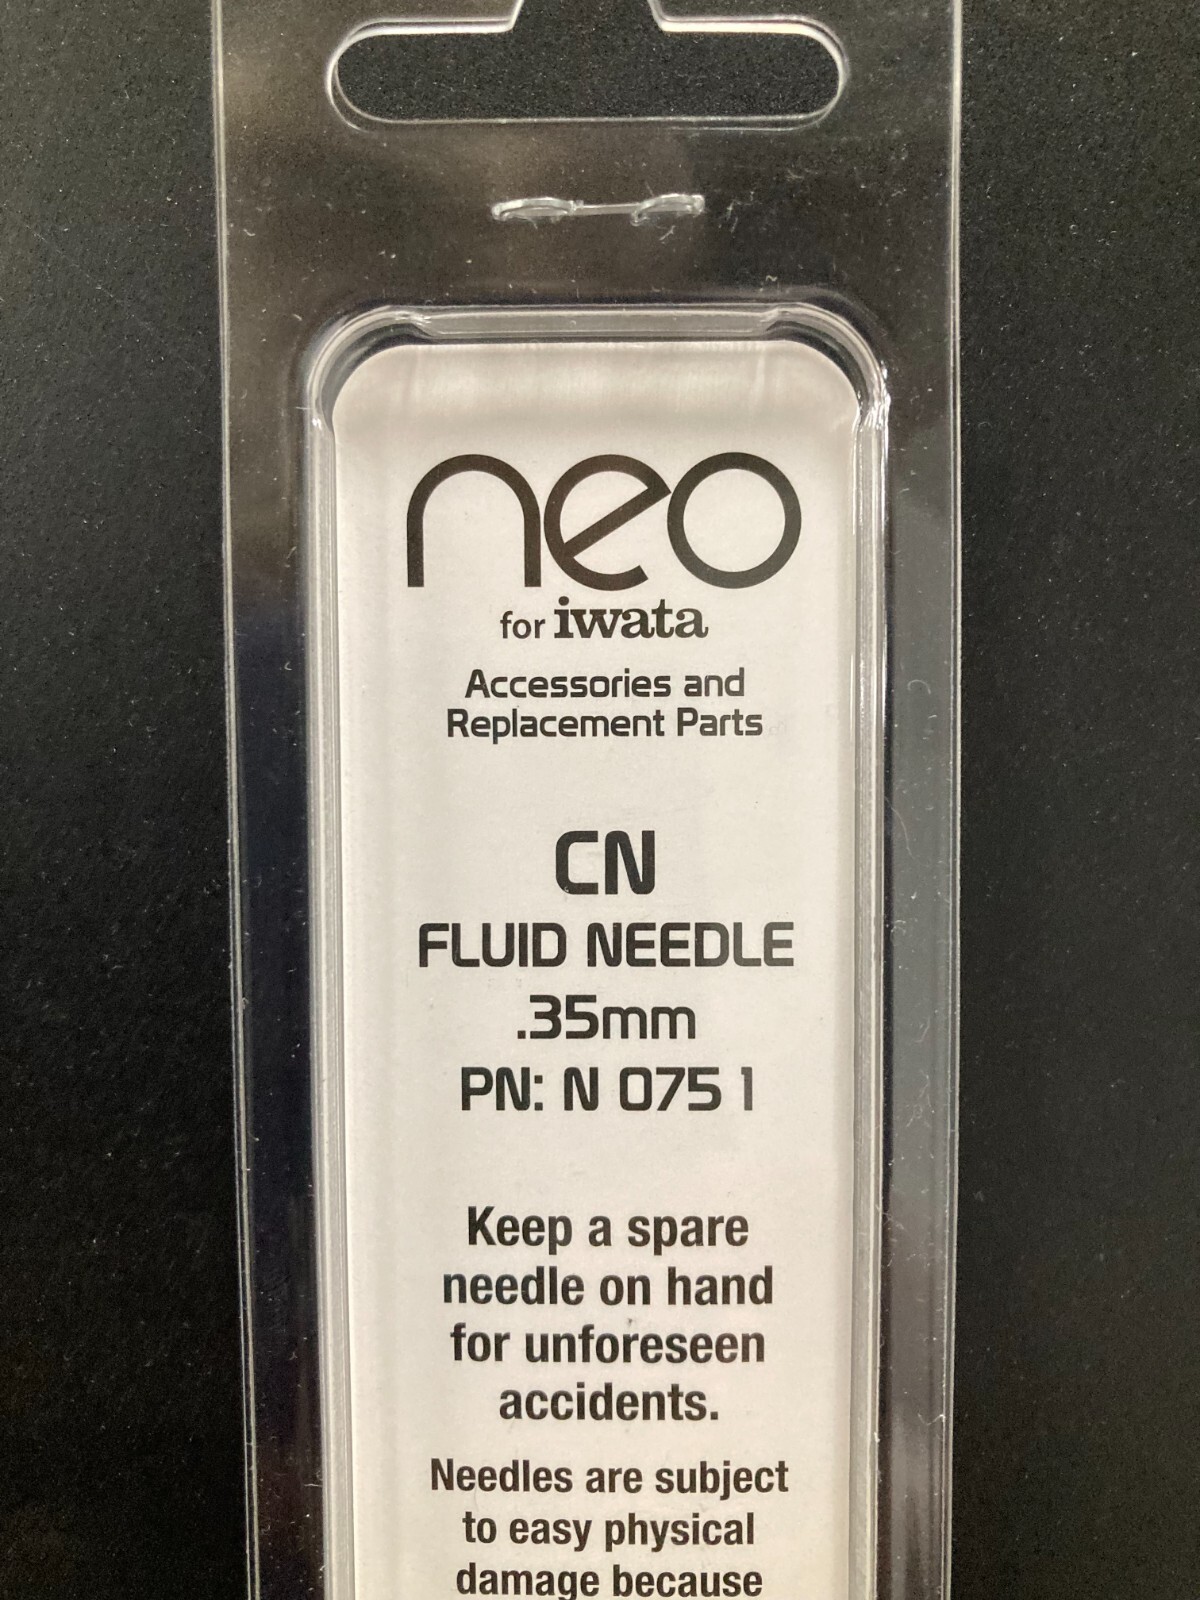 neo
for iwata
Accessories and
Replacement Parts
CN
FLUID NEEDLE
.35mm
PN: N 075 1
Keep a spare
needle on hand
for unforeseen
accidents.
Needles are subject
to easy physical
damage because